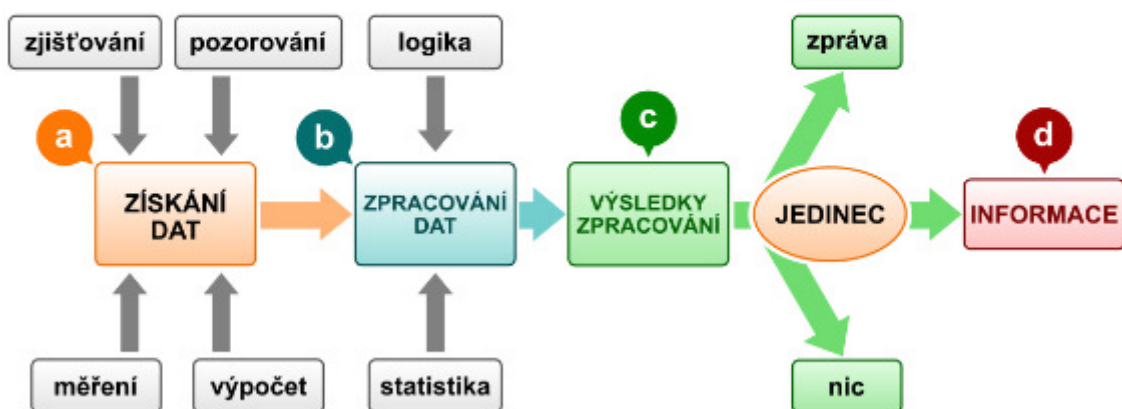 zjišťování
pozorování
logika
zpráva
a
b
c
d
ZÍSKÁNÍ
DAT
ZPRACOVÁNÍ
DAT
VÝSLEDKY
ZPRACOVÁNÍ
JEDINEC
INFORMACE
měření
výpočet
statistika
nic